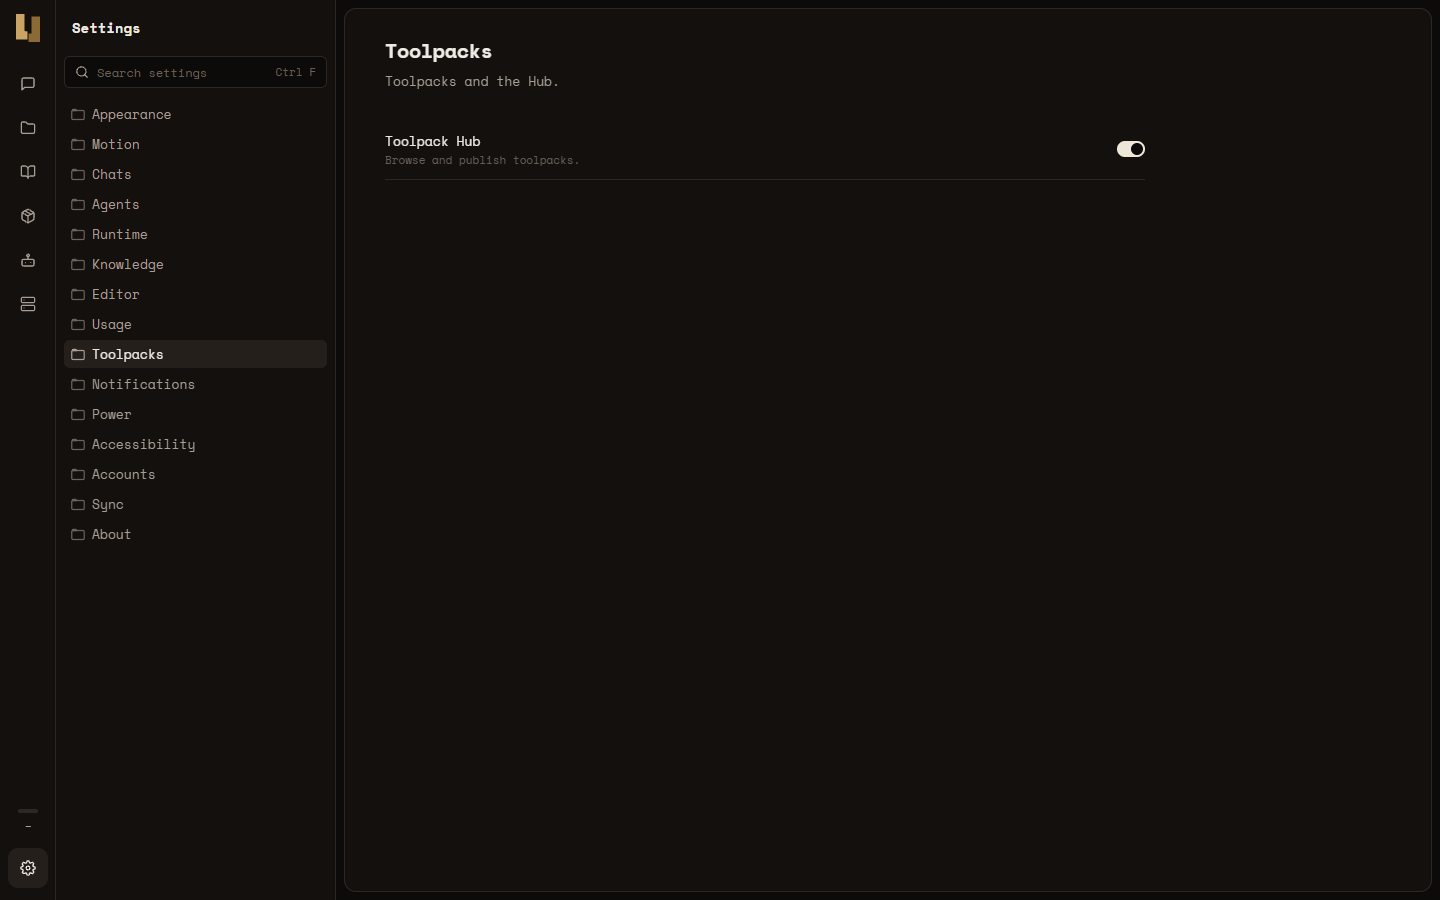 Settings
Search settings Ctrl F
Appearance
Motion
Chats
Agents
Runtime
Knowledge
Editor
Usage
Toolpacks
Notifications
Power
Accessibility
Accounts
Sync
About
–
Toolpacks
Toolpacks and the Hub.
Toolpack Hub
Browse and publish toolpacks.